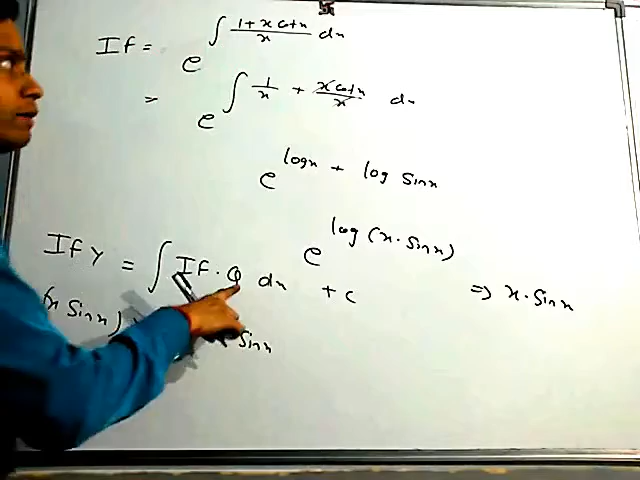 If = e^∫ (1 + x cot x)/x dx
= e^∫ 1/x + (x cot x)/x dx
e^log x + log sin x
e^log (x · sin x) ⇒ x · sin x
If y = ∫ If · Q dx + c
(x sin x) sin x